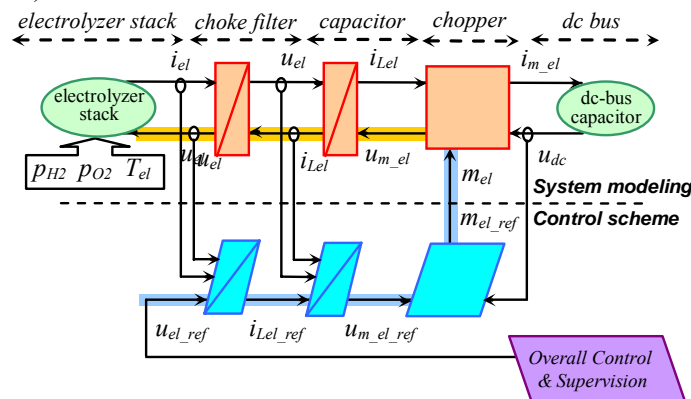 electrolyzer stack choke filter capacitor chopper dc bus
i_el u_el i_Lel i_m_el
electrolyzer
stack
dc-bus
capacitor
u_el u_el i_Lel u_m_el u_dc
p_H2 p_O2 T_el
m_el
System modeling
m_el_ref Control scheme
u_el_ref i_Lel_ref u_m_el_ref
Overall Control
& Supervision